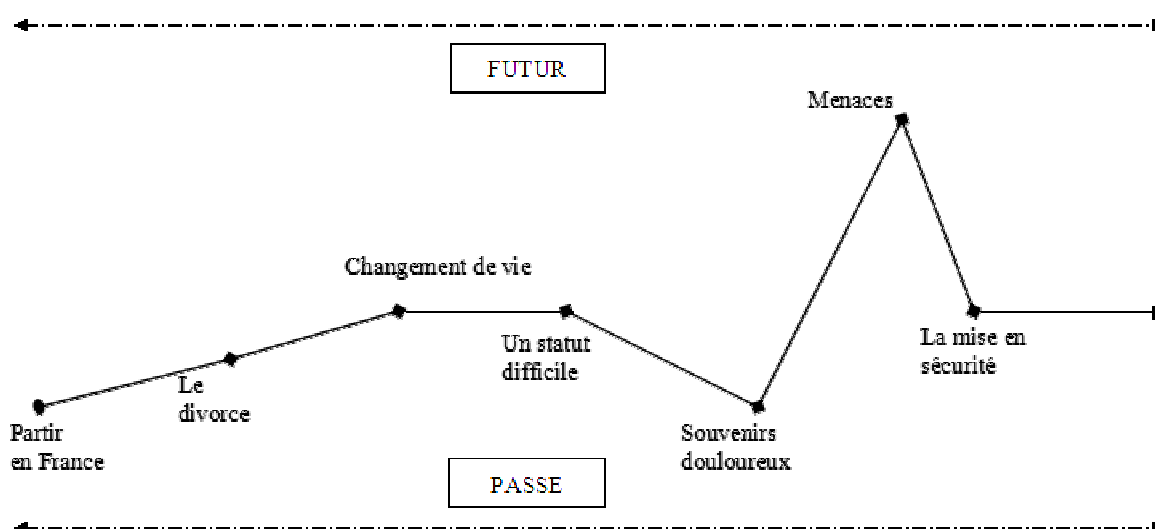 FUTUR
Menaces
Changement de vie
Un statut
difficile
La mise en
sécurité
Le
divorce
Partir
en France
Souvenirs
douloureux
PASSE